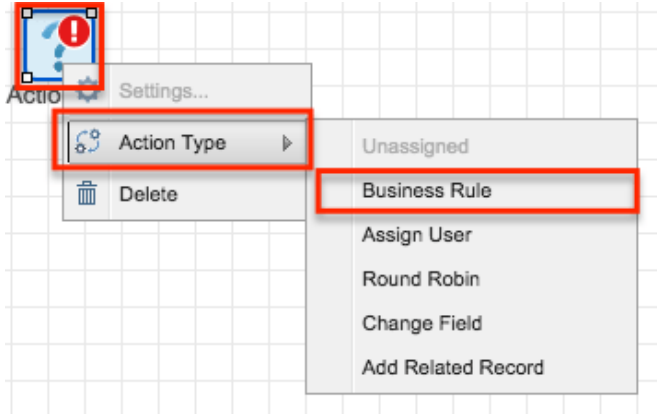 Actio
Settings...
Action Type
Delete
Unassigned
Business Rule
Assign User
Round Robin
Change Field
Add Related Record